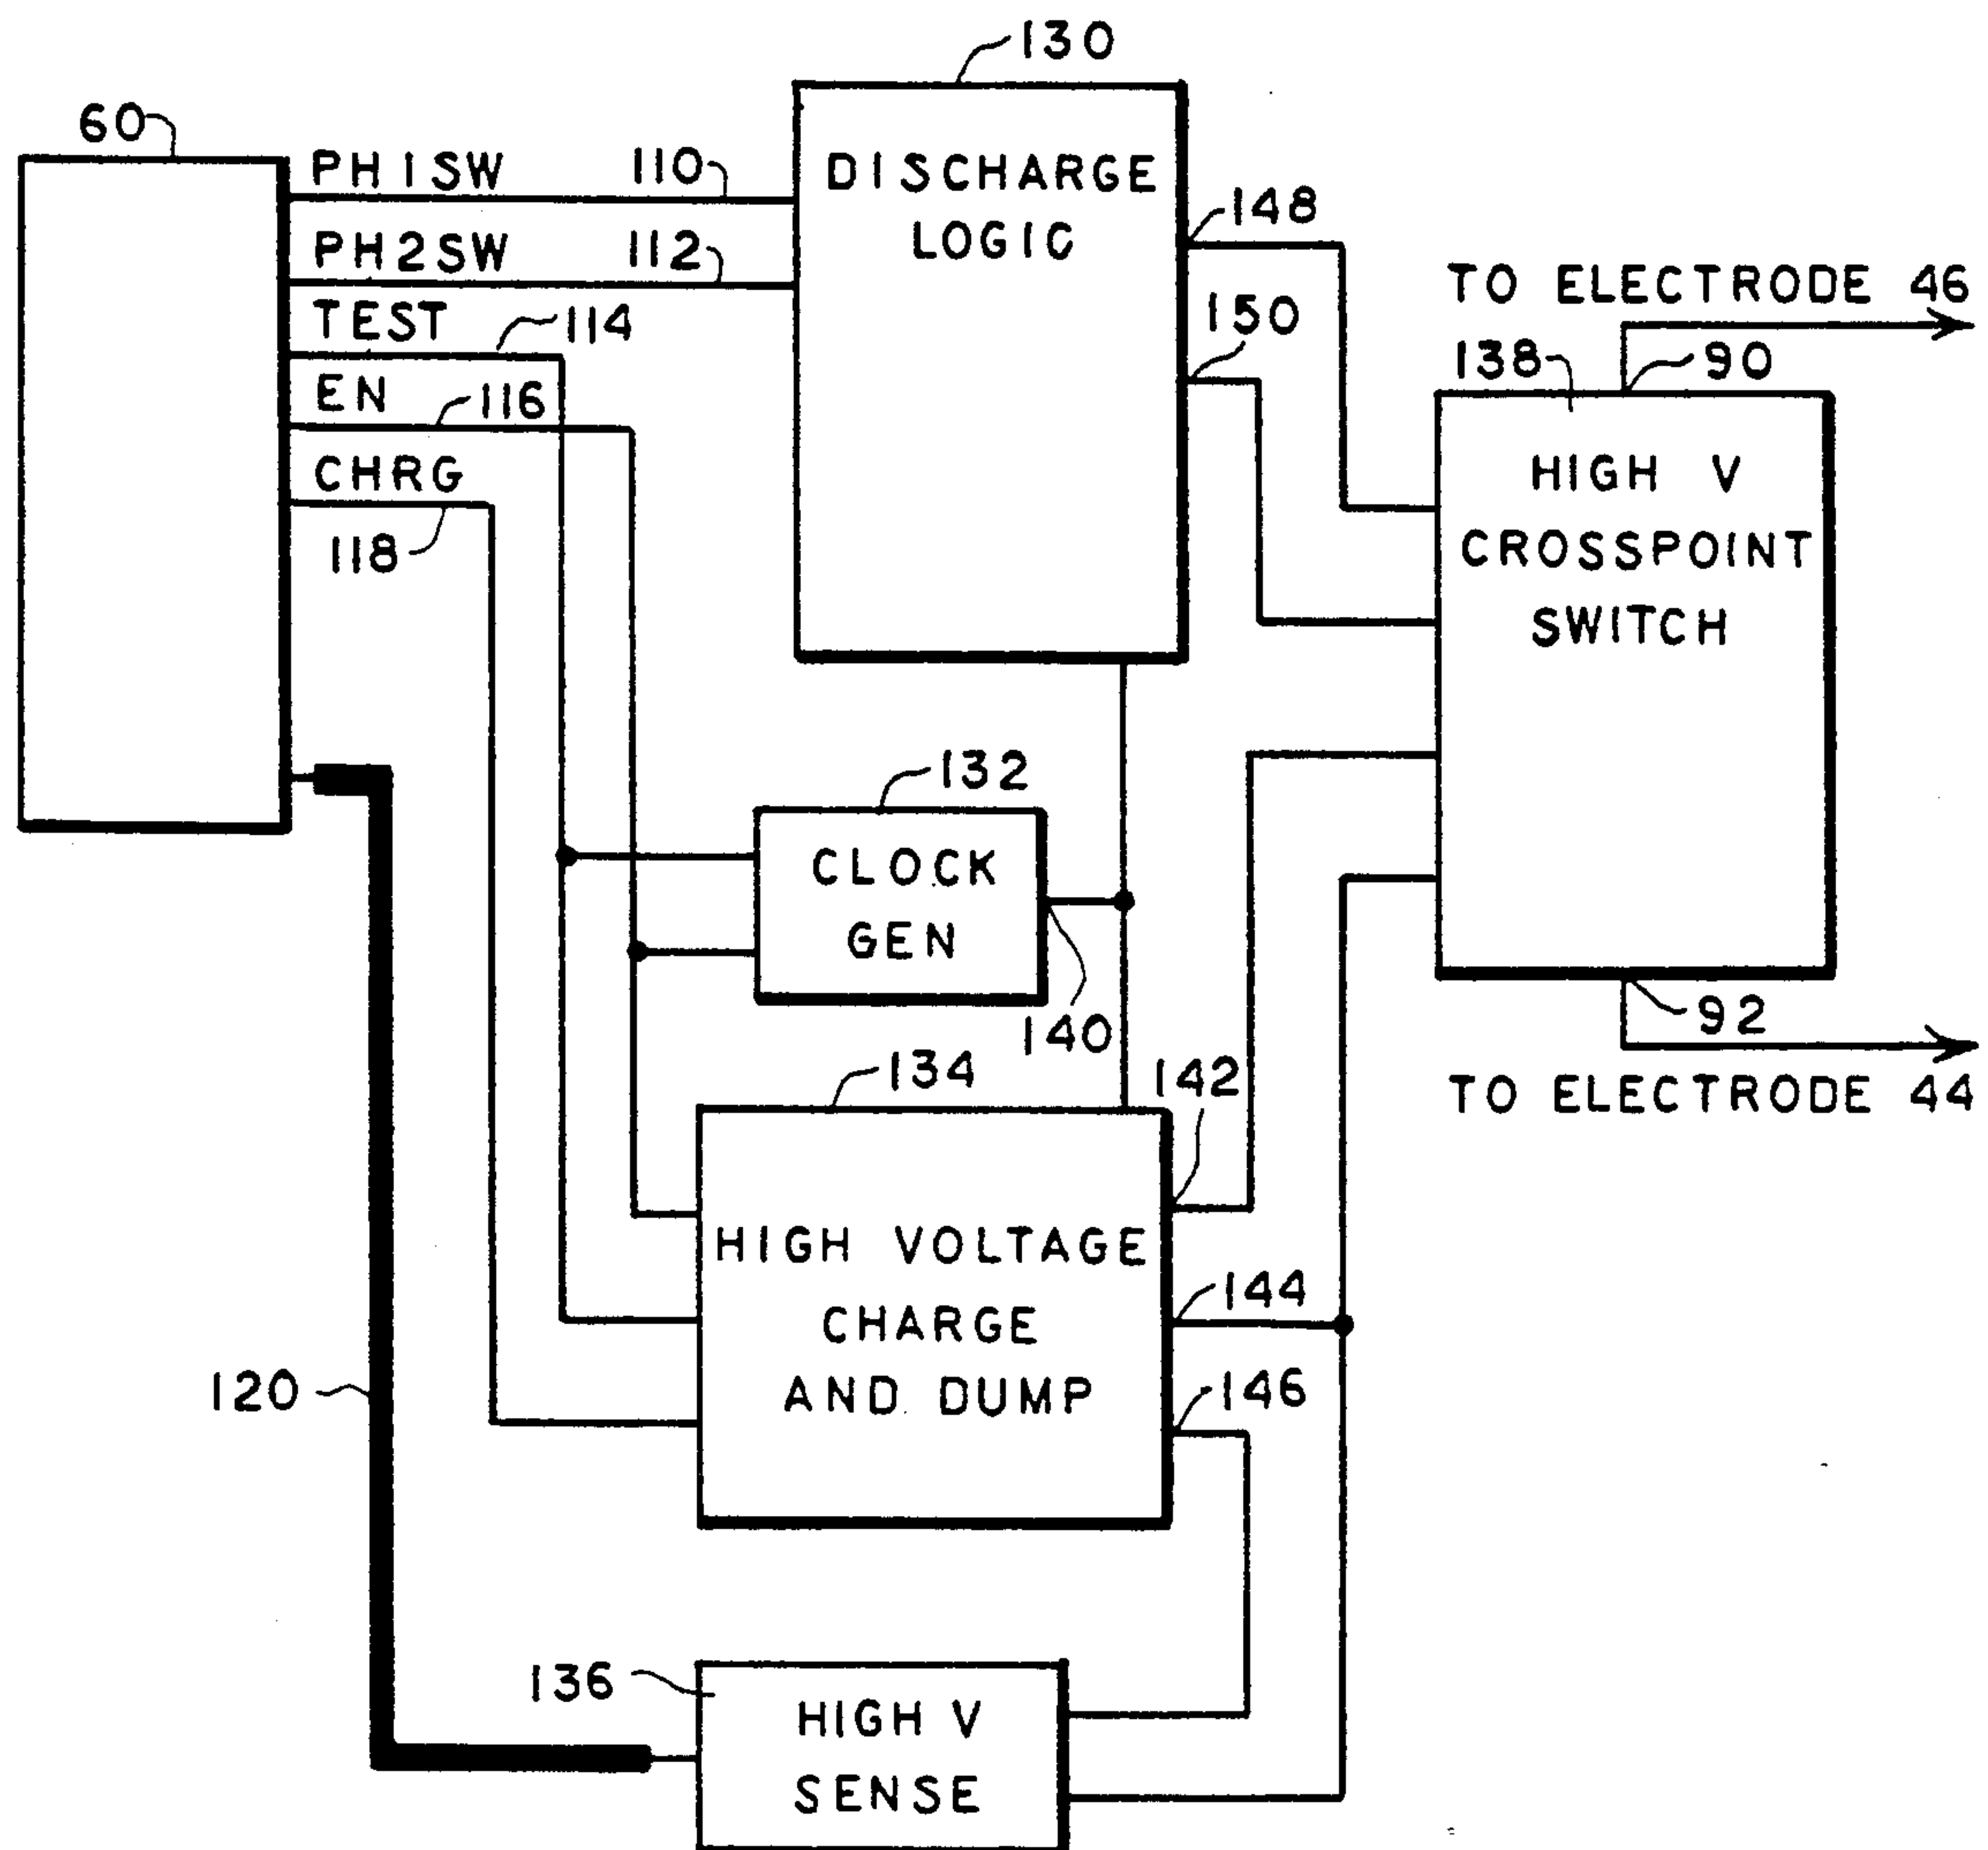 130
60
PH1SW
110
DISCHARGE
LOGIC
148
PH2SW
112
TO ELECTRODE 46
TEST
114
150
138
90
EN
116
CHRG
HIGH V
CROSSPOINT
SWITCH
118
132
CLOCK
GEN
140
92
134
142
TO ELECTRODE 44
HIGH VOLTAGE
CHARGE
AND DUMP
144
120
146
136
HIGH V
SENSE